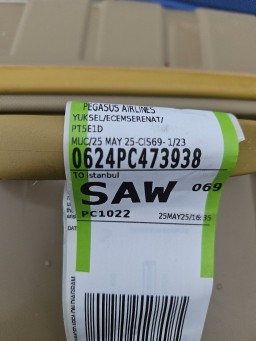 PEGASUS AIRLINES
YUKSEL/ECEMSERENAT/
PT5E1D
MUC/25 MAY 25-CIS69- 1/23
0624PC473938
TO stanbul
SAW 069
PC1022 25MAY25/16:35